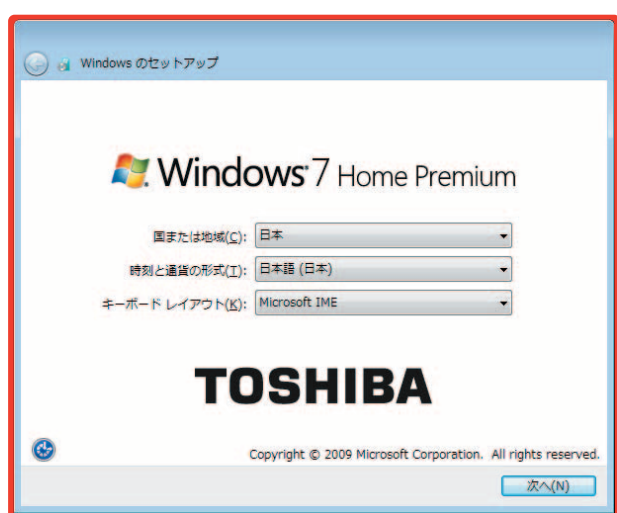 Windows のセットアップ
Windows 7 Home Premium
国または地域(C): 日本
時刻と通貨の形式(T): 日本語 (日本)
キーボード レイアウト(K): Microsoft IME
TOSHIBA
Copyright © 2009 Microsoft Corporation. All rights reserved.
次へ(N)